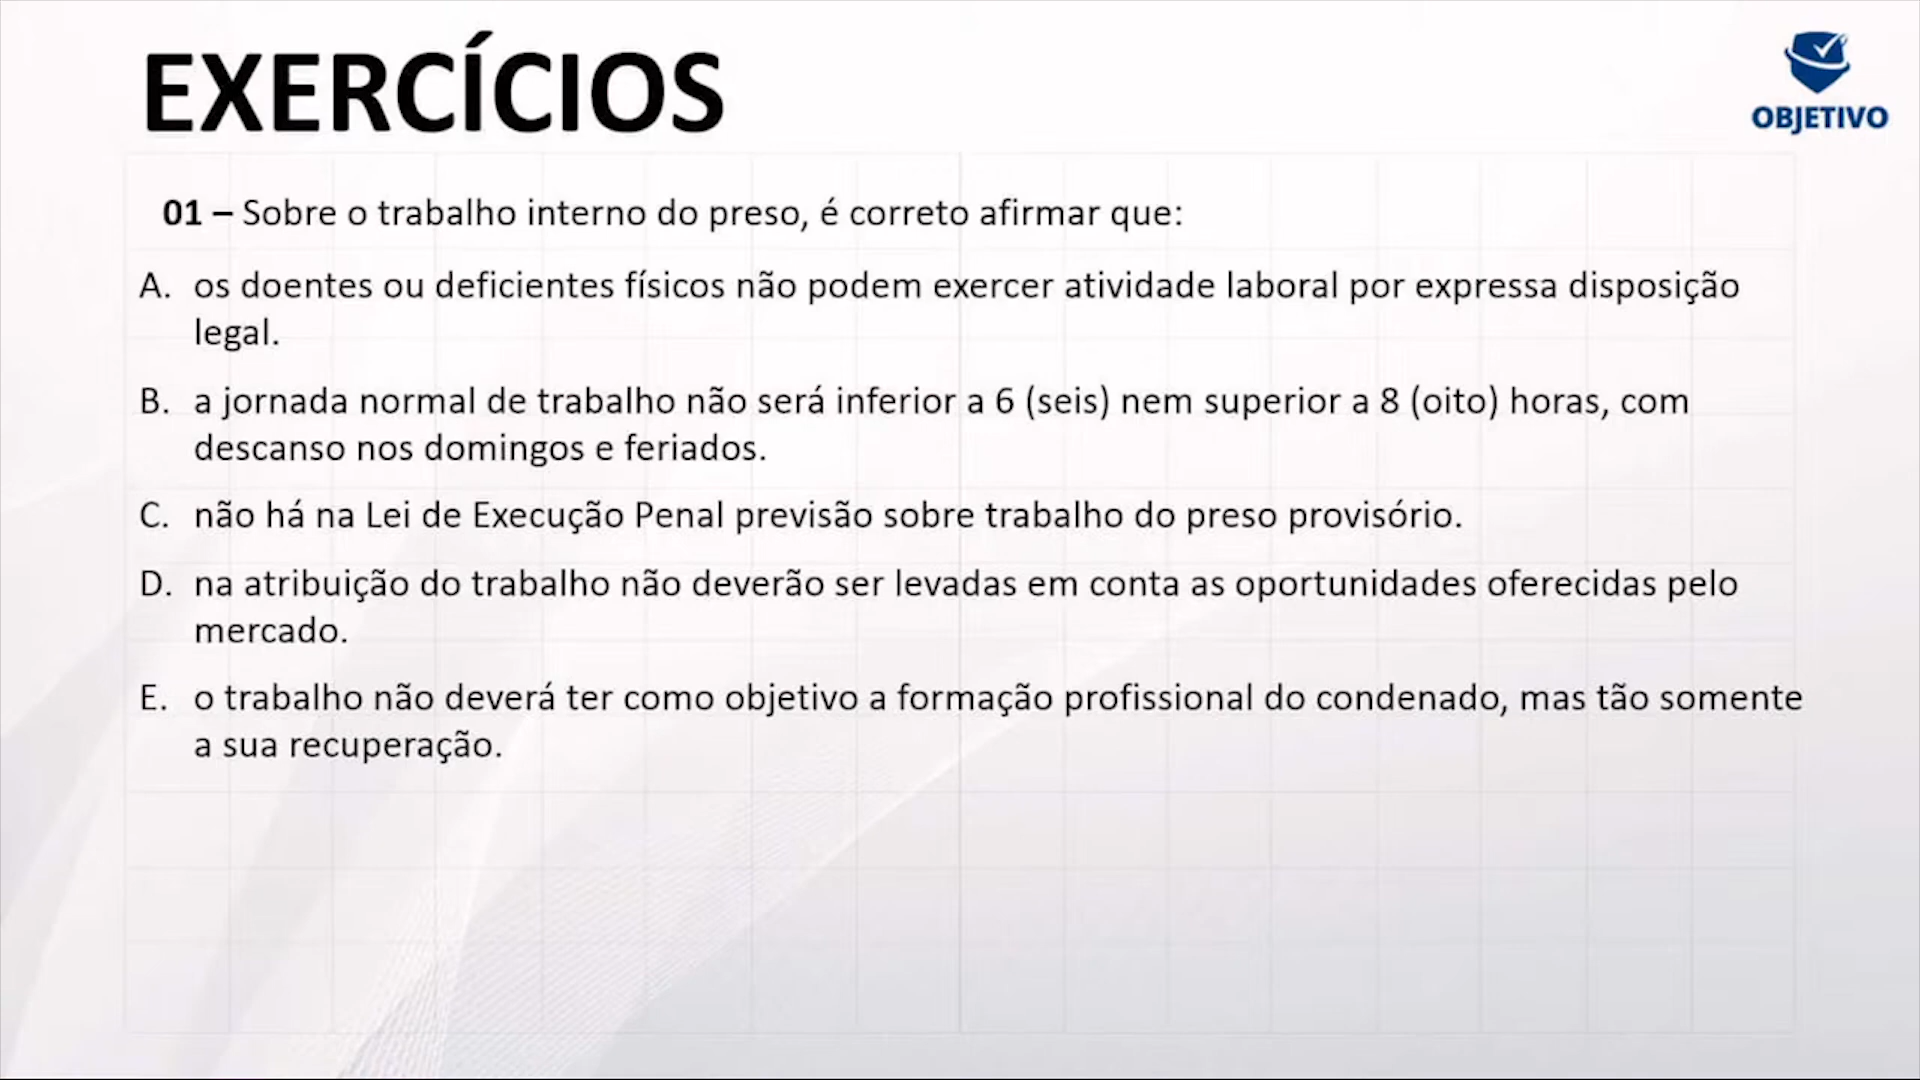 EXERCÍCIOS
OBJETIVO
01 – Sobre o trabalho interno do preso, é correto afirmar que:
A. os doentes ou deficientes físicos não podem exercer atividade laboral por expressa disposição
legal.
B. a jornada normal de trabalho não será inferior a 6 (seis) nem superior a 8 (oito) horas, com
descanso nos domingos e feriados.
C. não há na Lei de Execução Penal previsão sobre trabalho do preso provisório.
D. na atribuição do trabalho não deverão ser levadas em conta as oportunidades oferecidas pelo
mercado.
E. o trabalho não deverá ter como objetivo a formação profissional do condenado, mas tão somente
a sua recuperação.